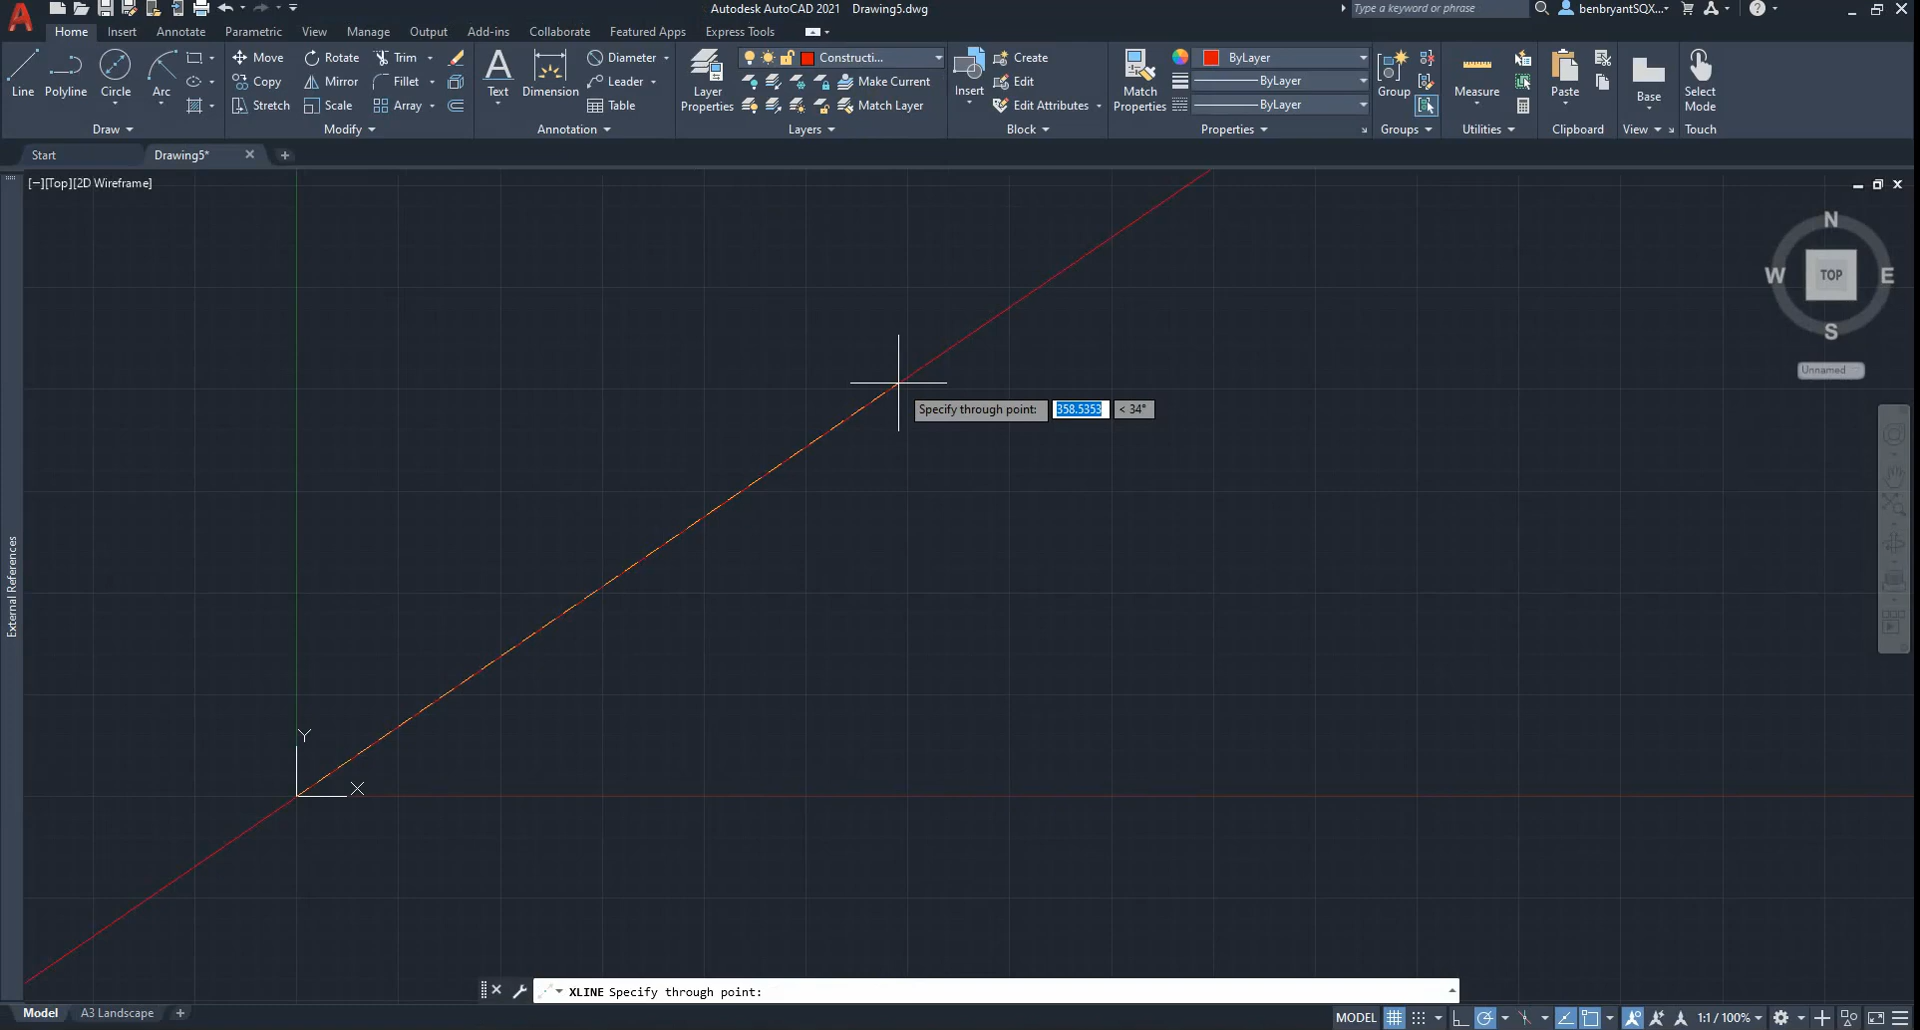 Autodesk AutoCAD 2021 Drawing5.dwg
Type a keyword or phrase
benbryantSQX...
Home Insert Annotate Parametric View Manage Output Add-ins Collaborate Featured Apps Express Tools
Line
Polyline
Circle
Arc
Move
Rotate
Trim
Copy
Mirror
Fillet
Stretch
Scale
Array
Text
Dimension
Diameter
Leader
Table
Layer
Properties
Constructi...
Make Current
Match Layer
Insert
Create
Edit
Edit Attributes
Match
Properties
ByLayer
ByLayer
ByLayer
Group
Measure
Paste
Base
Select
Mode
Draw
Modify
Annotation
Layers
Block
Properties
Groups
Utilities
Clipboard
View
Touch
Start
Drawing5*
[−][Top][2D Wireframe]
N
W
TOP
E
S
Unnamed
Specify through point: 358.5353 < 34°
External References
Y
X
XLINE Specify through point:
Model
A3 Landscape
MODEL
1:1 / 100%